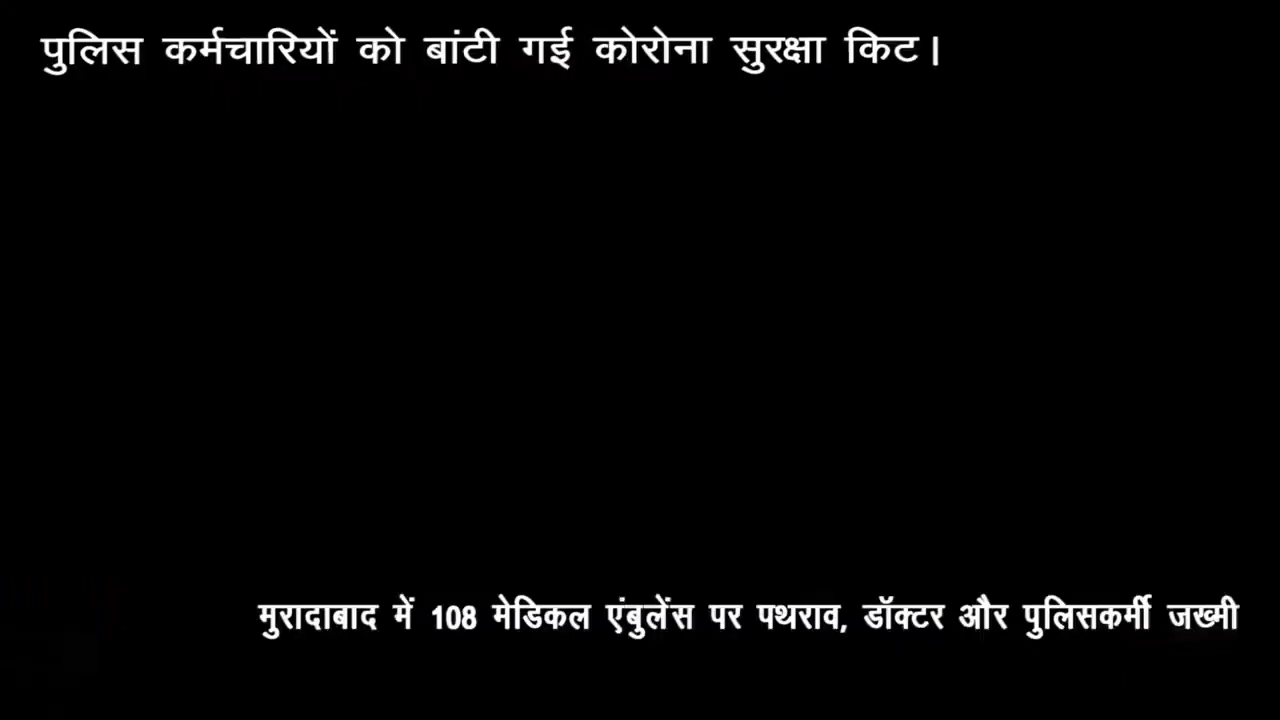 पुलिस कर्मचारियों को बांटी गई कोरोना सुरक्षा किट।
मुरादाबाद में 108 मेडिकल एंबुलेंस पर पथराव, डॉक्टर और पुलिसकर्मी जख्मी